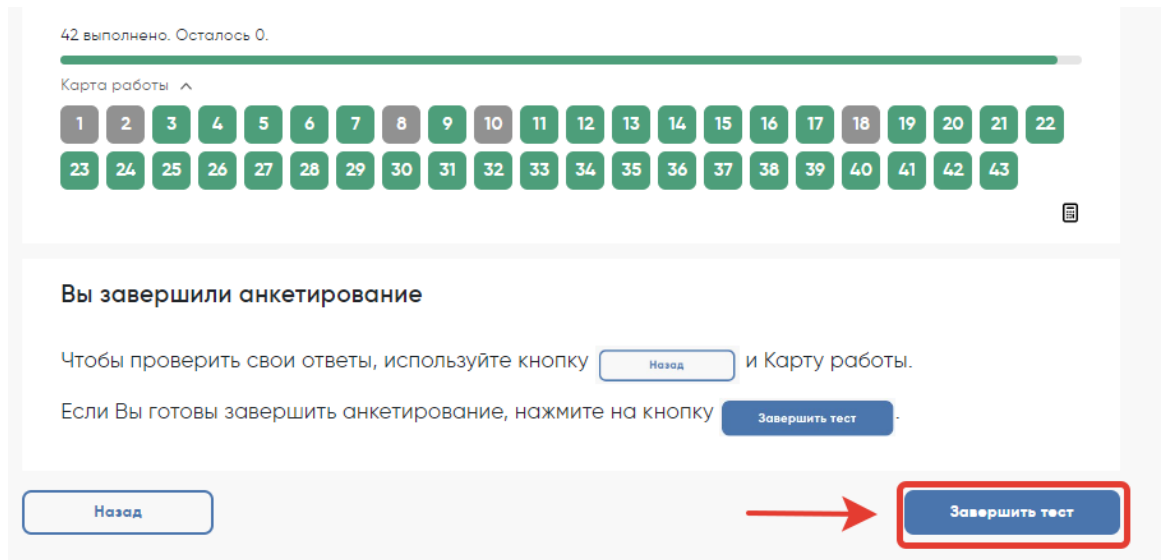 42 выполнено. Осталось 0.
Карта работы
1 2 3 4 5 6 7 8 9 10 11 12 13 14 15 16 17 18 19 20 21 22
23 24 25 26 27 28 29 30 31 32 33 34 35 36 37 38 39 40 41 42 43
Вы завершили анкетирование
Чтобы проверить свои ответы, используйте кнопку Назад и Карту работы.
Если Вы готовы завершить анкетирование, нажмите на кнопку Завершить тест.
Назад Завершить тест